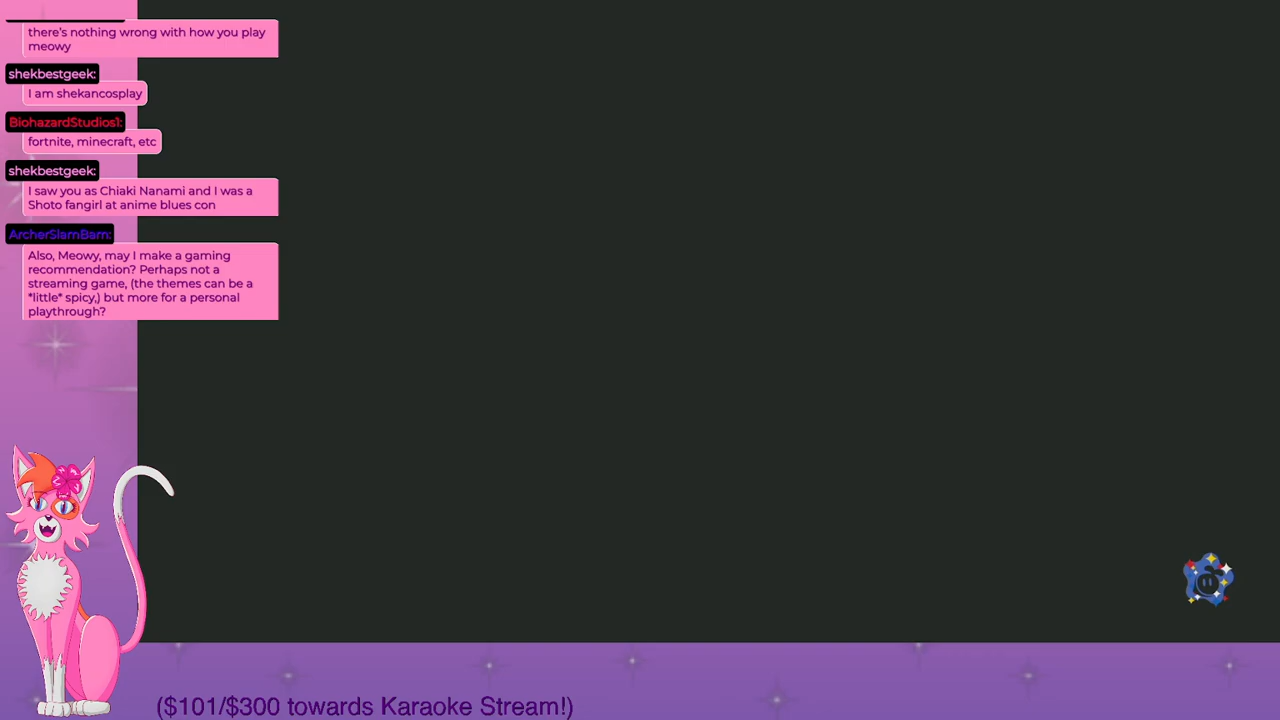 there's nothing wrong with how you play
meowy
shekbestgeek:
I am shekancosplay
BiohazardStudios1:
fortnite, minecraft, etc
shekbestgeek:
I saw you as Chiaki Nanami and I was a
Shoto fangirl at anime blues con
ArcherSlamBam:
Also, Meowy, may I make a gaming
recommendation? Perhaps not a
streaming game, (the themes can be a
*little* spicy,) but more for a personal
playthrough?
($101/$300 towards Karaoke Stream!)